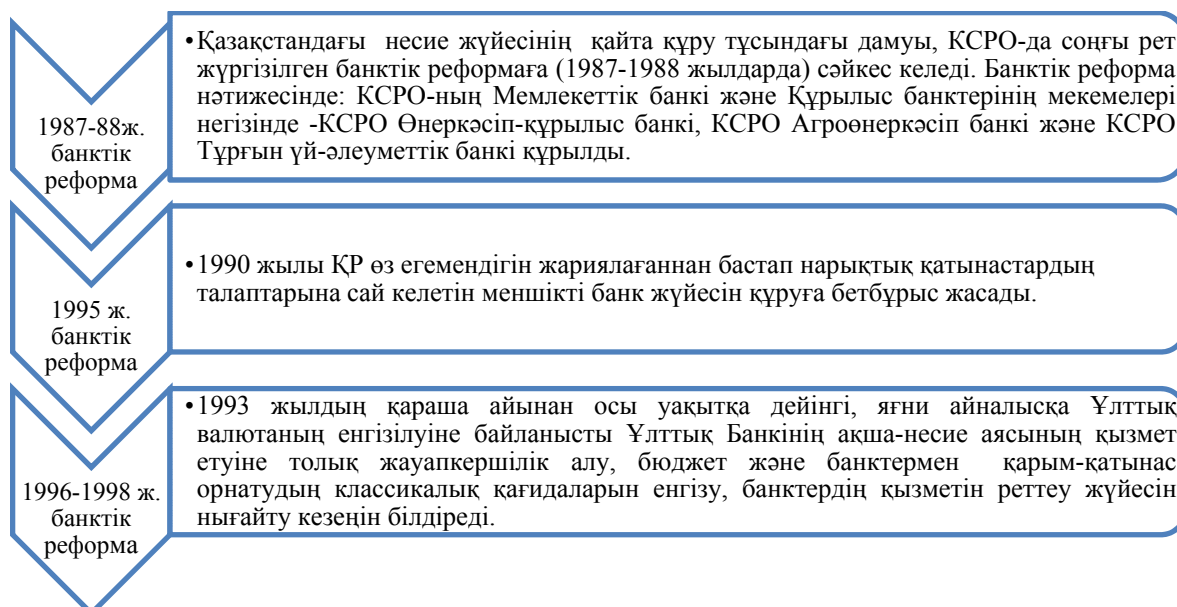 1987-88ж.
банктік
реформа
•Қазақстандағы несие жүйесінің қайта құру тұсындағы дамуы, КСРО-да соңғы рет
жүргізілген банктік реформаға (1987-1988 жылдарда) сәйкес келеді. Банктік реформа
нәтижесінде: КСРО-ның Мемлекеттік банкі және Құрылыс банктерінің мекемелері
негізінде -КСРО Өнеркәсіп-құрылыс банкі, КСРО Агроөнеркәсіп банкі және КСРО
Тұрғын үй-әлеуметтік банкі құрылды.
1995 ж.
банктік
реформа
•1990 жылы ҚР өз егемендігін жариялағаннан бастап нарықтық қатынастардың
талаптарына сай келетін меншікті банк жүйесін құруға бетбұрыс жасады.
1996-1998 ж.
банктік
реформа
•1993 жылдың қараша айынан осы уақытқа дейінгі, яғни айналысқа Ұлттық
валютаның енгізілуіне байланысты Ұлттық Банкінің ақша-несие аясының қызмет
етуіне толық жауапкершілік алу, бюджет және банктермен қарым-қатынас
орнатудың классикалық қағидаларын енгізу, банктердің қызметін реттеу жүйесін
нығайту кезеңін білдіреді.